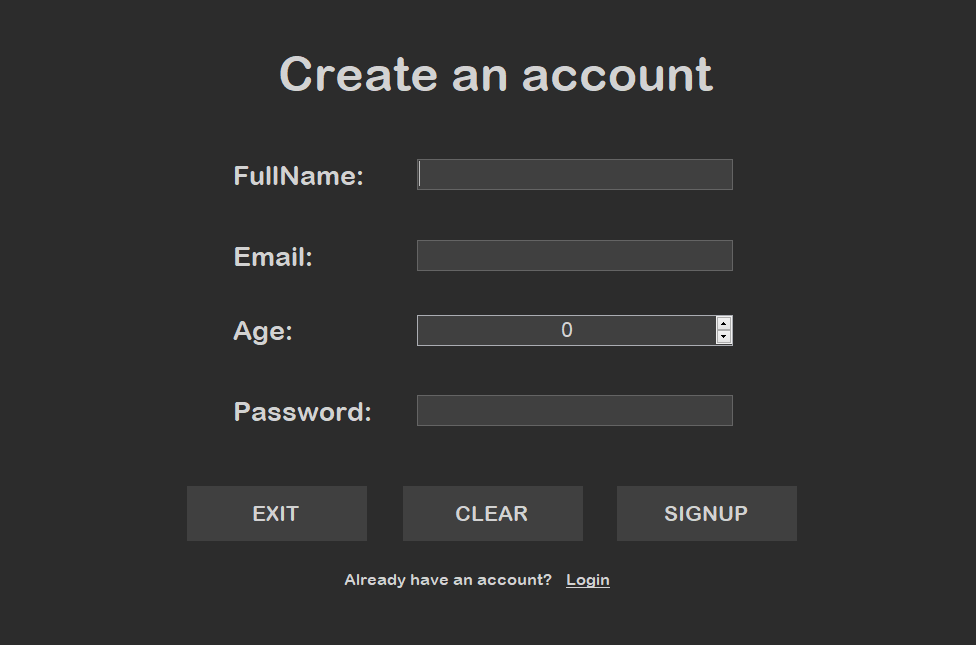 Create an account
FullName:
Email:
Age: 0
Password:
EXIT CLEAR SIGNUP
Already have an account? Login